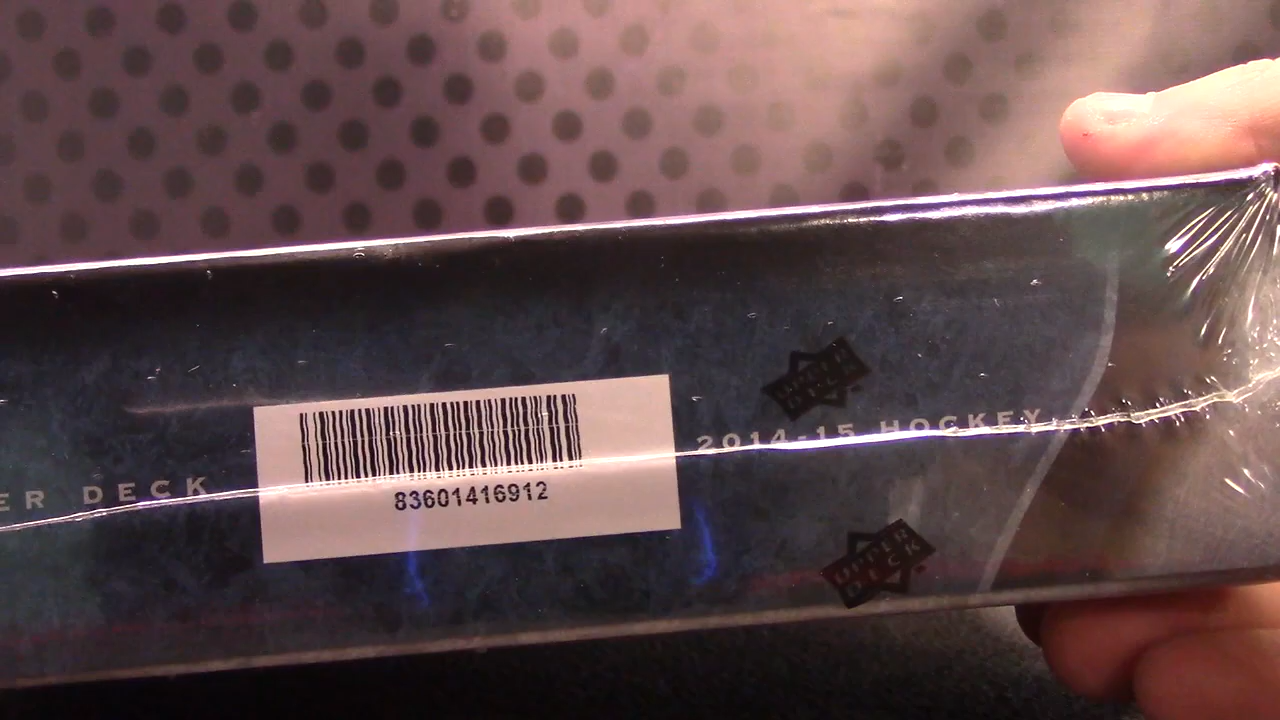 ER DECK
83601416912
2014-15 HOCKEY
UPPER
DECK
UPPER
DECK